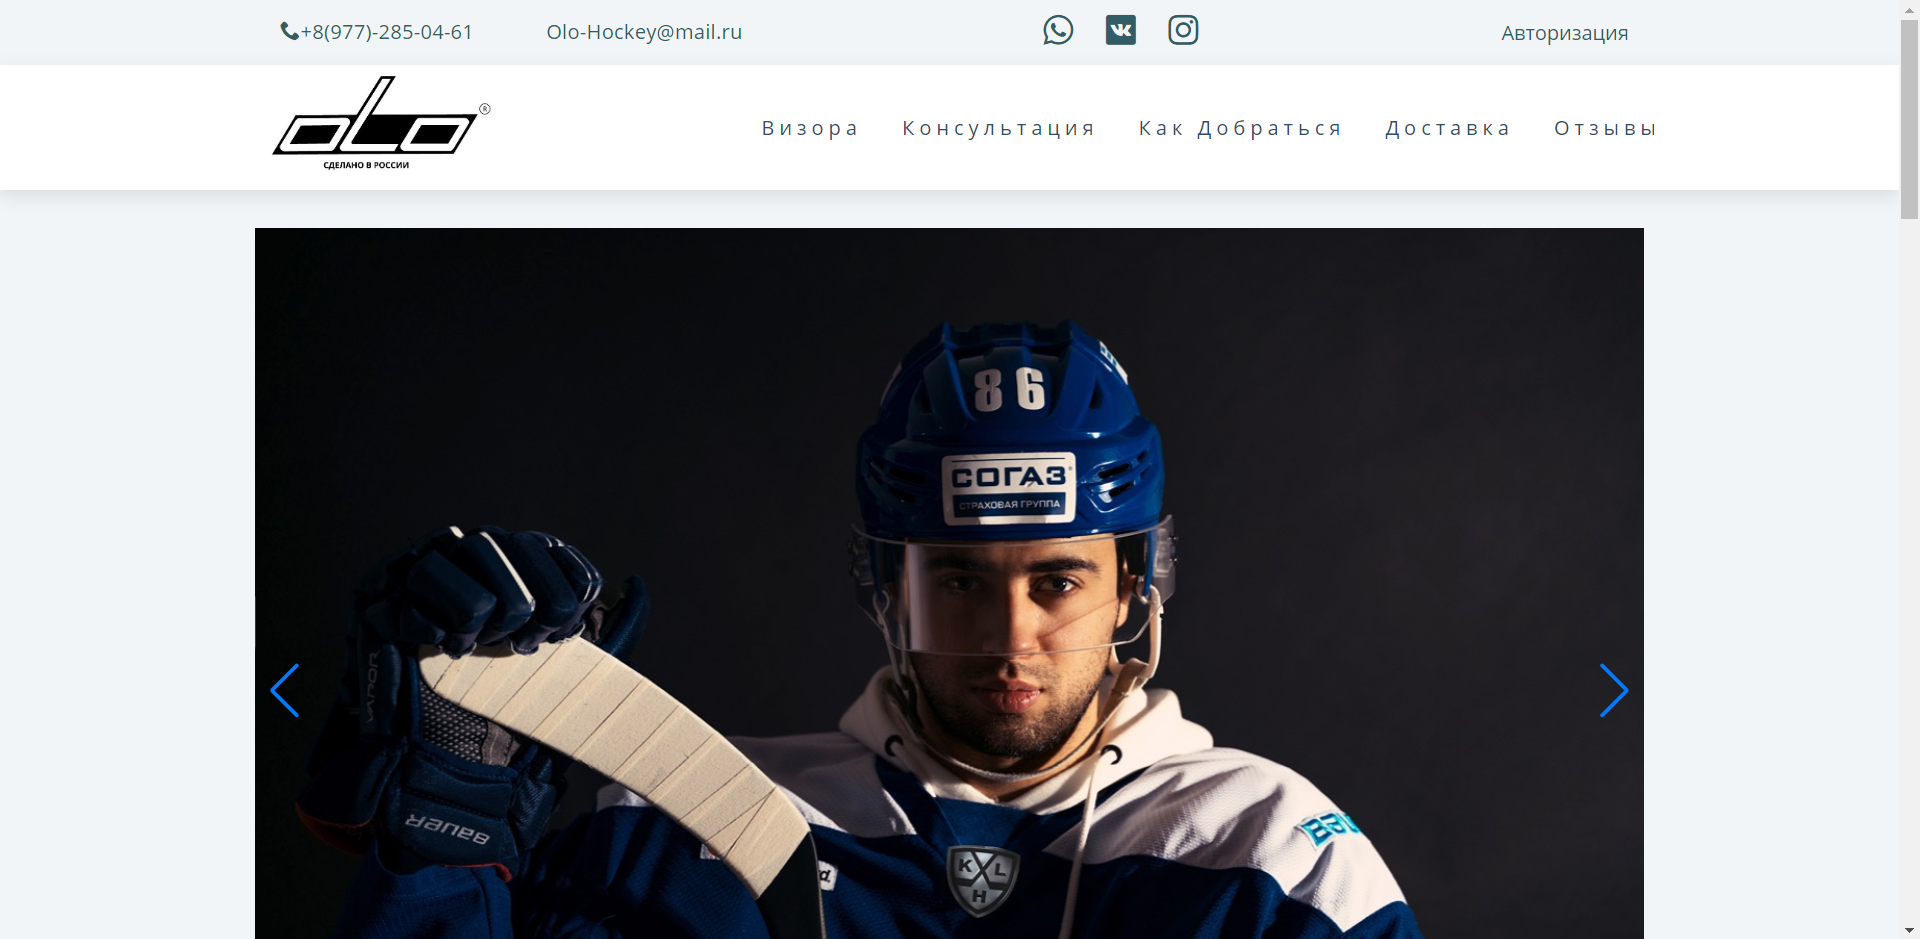 +8(977)-285-04-61
Olo-Hockey@mail.ru
Авторизация
OLO ®
СДЕЛАНО В РОССИИ
Визора
Консультация
Как Добраться
Доставка
Отзывы
86
СОГАЗ
СТРАХОВАЯ ГРУППА
VAPOR
BAUER
KHL